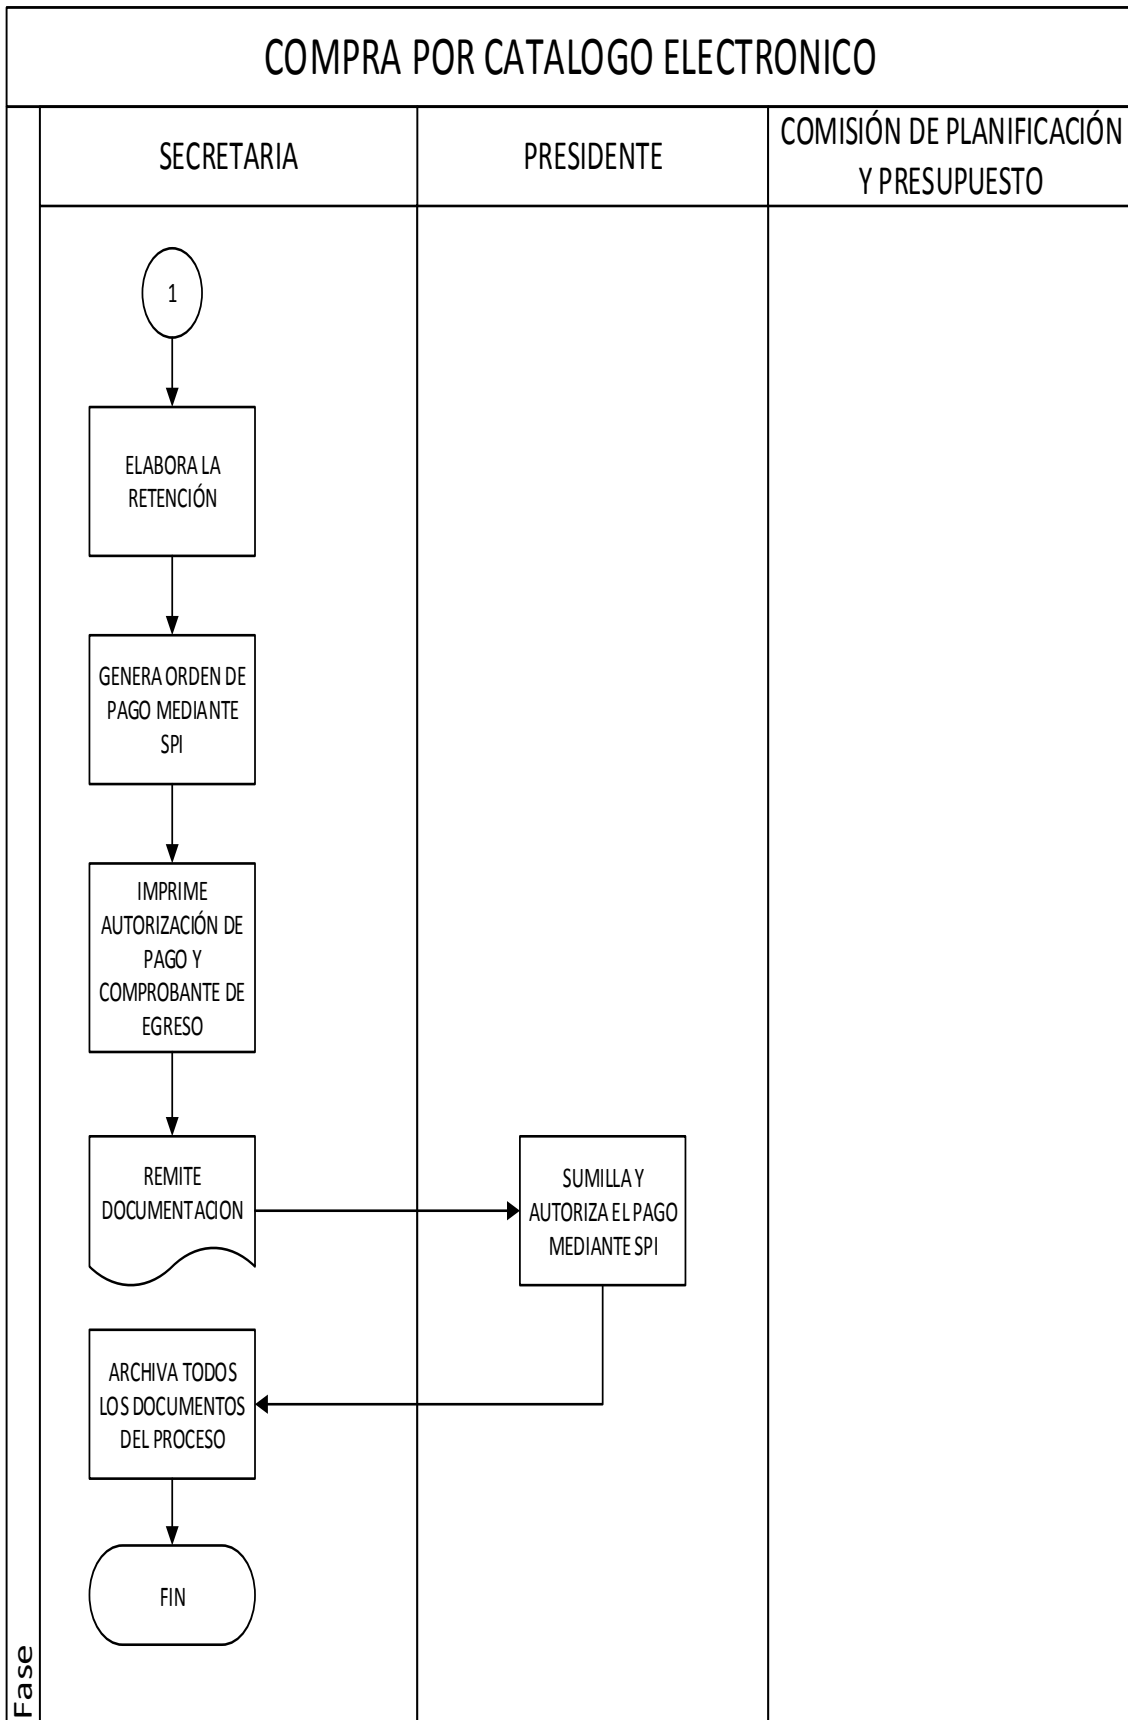 COMPRA POR CATALOGO ELECTRONICO
SECRETARIA
PRESIDENTE
COMISIÓN DE PLANIFICACIÓN
Y PRESUPUESTO
1
ELABORA LA
RETENCIÓN
GENERA ORDEN DE
PAGO MEDIANTE
SPI
IMPRIME
AUTORIZACIÓN DE
PAGO Y
COMPROBANTE DE
EGRESO
REMITE
DOCUMENTACION
SUMILLA Y
AUTORIZA EL PAGO
MEDIANTE SPI
ARCHIVA TODOS
LOS DOCUMENTOS
DEL PROCESO
FIN
Fase